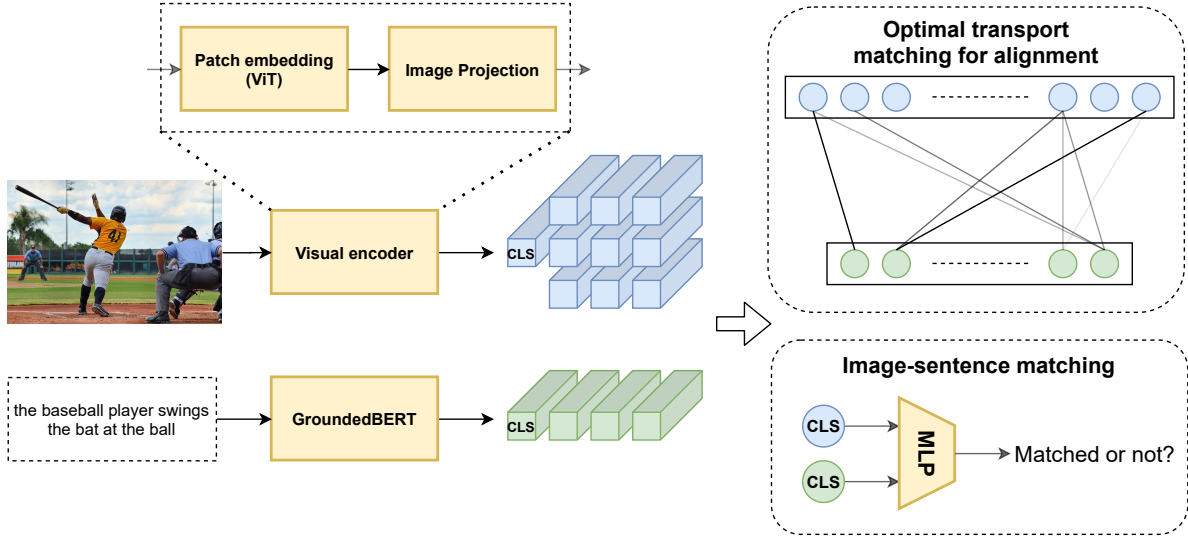 Patch embedding
(ViT)
Image Projection
Optimal transport
matching for alignment
Visual encoder
CLS
41
the baseball player swings
the bat at the ball
GroundedBERT
CLS
Image-sentence matching
CLS
CLS
MLP
Matched or not?